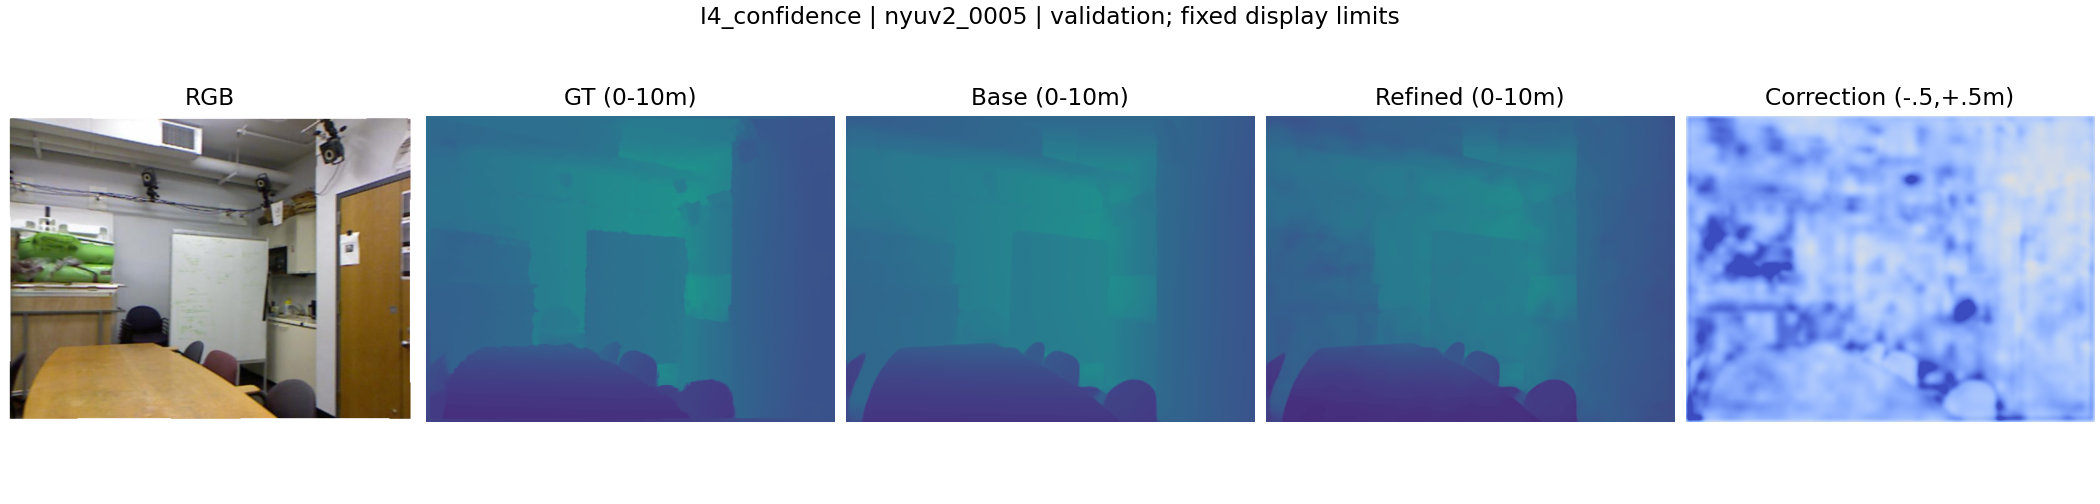 I4_confidence | nyuv2_0005 | validation; fixed display limits
RGB
GT (0-10m)
Base (0-10m)
Refined (0-10m)
Correction (-.5,+.5m)